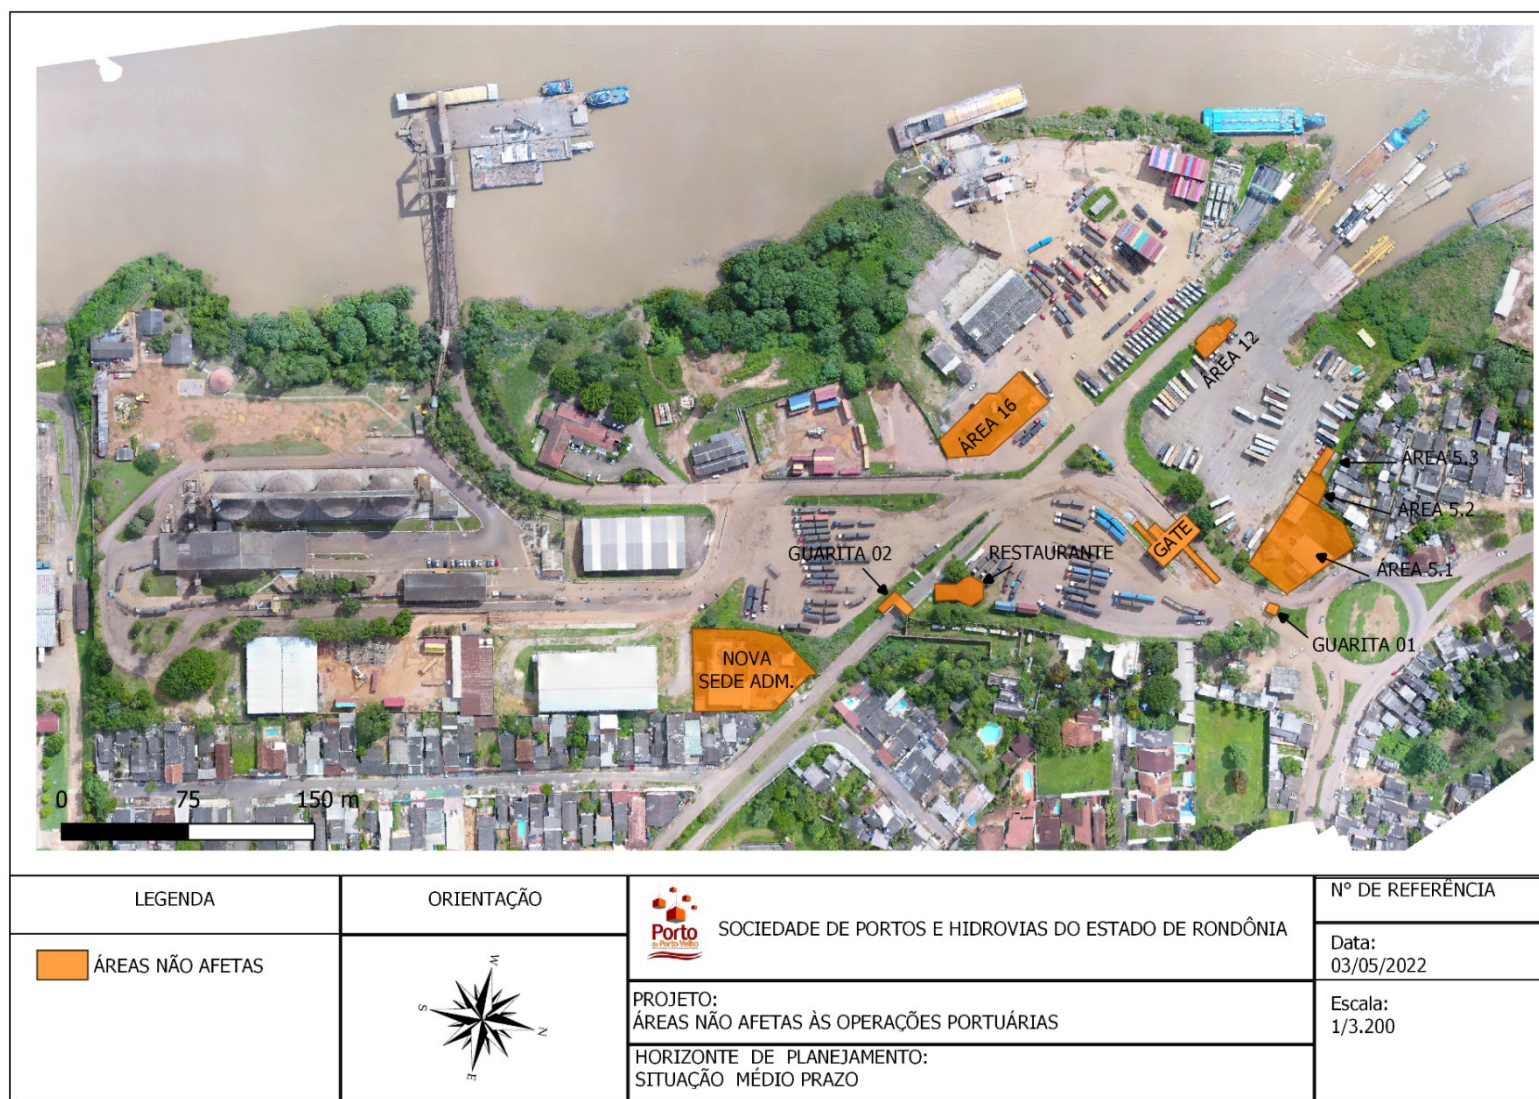 ÁREA 12
ÁREA 16
ÁREA 5.3
ÁREA 5.2
GATE
GUARITA 02
RESTAURANTE
ÁREA 5.1
GUARITA 01
NOVA
SEDE ADM.
0 75 150 m
LEGENDA
ÁREAS NÃO AFETAS
ORIENTAÇÃO
W
S
N
E
Porto
de Porto Velho
SOCIEDADE DE PORTOS E HIDROVIAS DO ESTADO DE RONDÔNIA
PROJETO:
ÁREAS NÃO AFETAS ÀS OPERAÇÕES PORTUÁRIAS
HORIZONTE DE PLANEJAMENTO:
SITUAÇÃO MÉDIO PRAZO
N° DE REFERÊNCIA
Data:
03/05/2022
Escala:
1/3.200